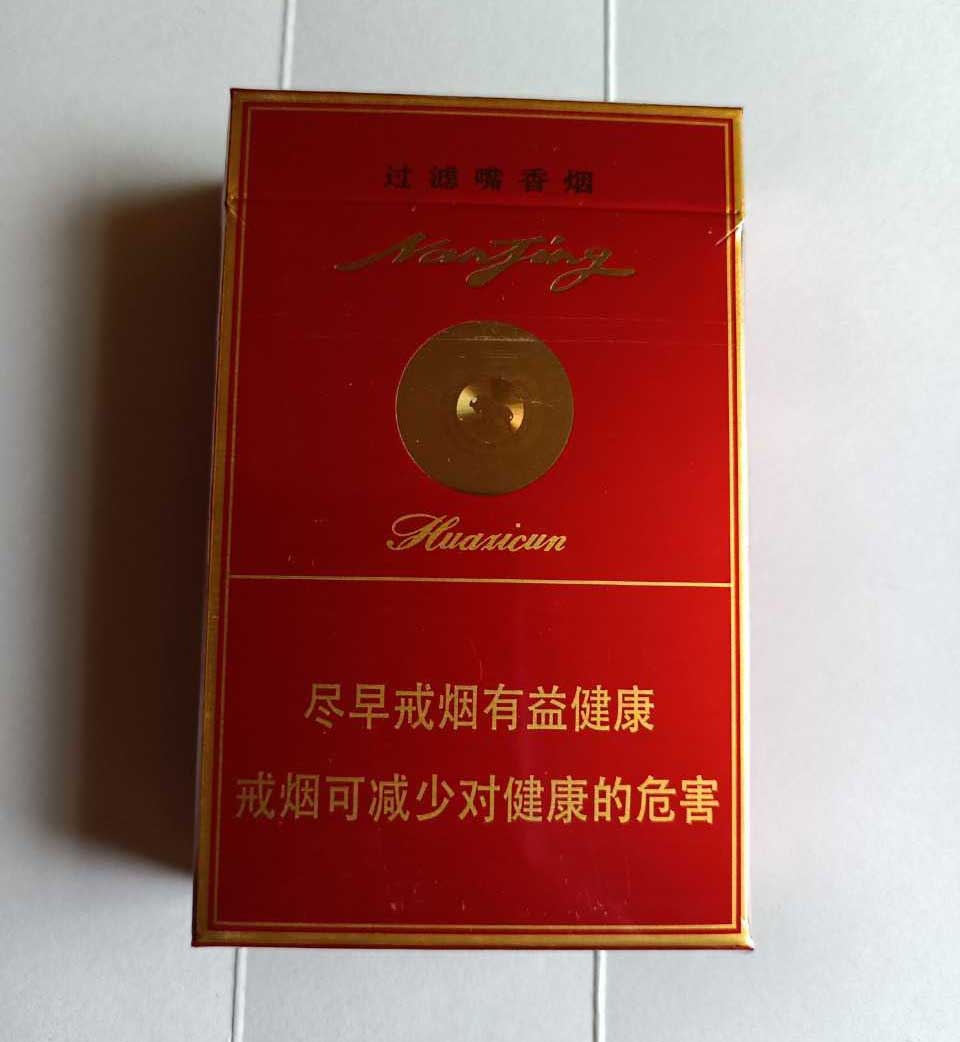 过滤嘴香烟
NanJing
Huaxicun
尽早戒烟有益健康
戒烟可减少对健康的危害